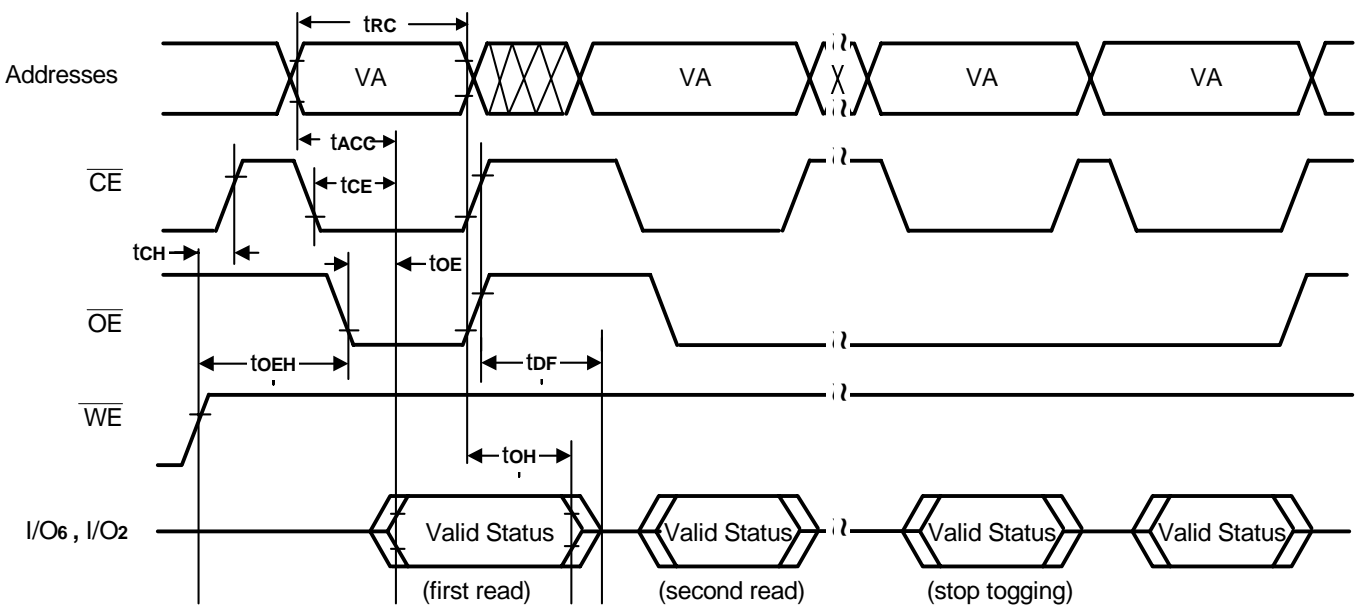 tRC
Addresses VA VA VA VA
tACC
CE tCE
tCH tOE
OE
tOEH tDF
WE
tOH
I/O6 , I/O2 Valid Status Valid Status Valid Status Valid Status
(first read) (second read) (stop togging)